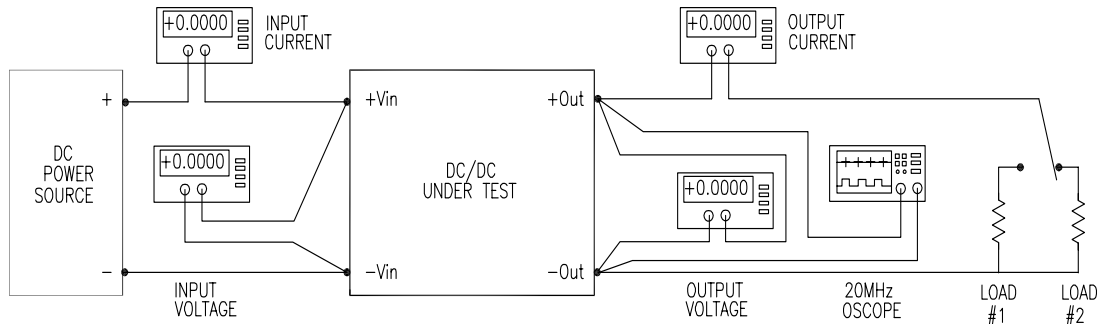 +0.0000
INPUT
CURRENT
+0.0000
OUTPUT
CURRENT
+
+Vin
+Out
DC
POWER
SOURCE
+0.0000
DC/DC
UNDER TEST
+0.0000
-
-Vin
-Out
INPUT
VOLTAGE
OUTPUT
VOLTAGE
20MHz
OSCOPE
LOAD
#1
LOAD
#2